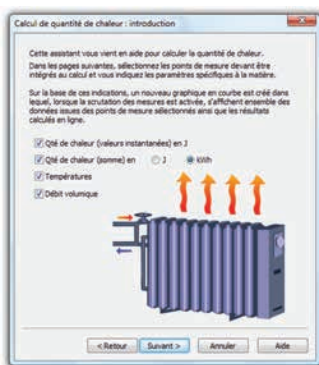 Calcul de quantité de chaleur : introduction
Cette assistant vous vient en aide pour calculer la quantité de chaleur.
Dans les pages suivantes, sélectionnez les points de mesure devant être
intégrés au calcul et vous indiquez les paramètres spécifiques à la matière.
Sur la base de ces indications, un nouveau graphique en courbe est créé dans
lequel, lorsque la scrutation des mesures est activée, s'affichent ensemble des
données issues des points de mesure sélectionnés ainsi que les résultats
calculés en ligne.
Qté de chaleur (valeurs instantanées) en J
Qté de chaleur (somme) en J kWh
Températures
Débit volumique
< Retour Suivant > Annuler Aide